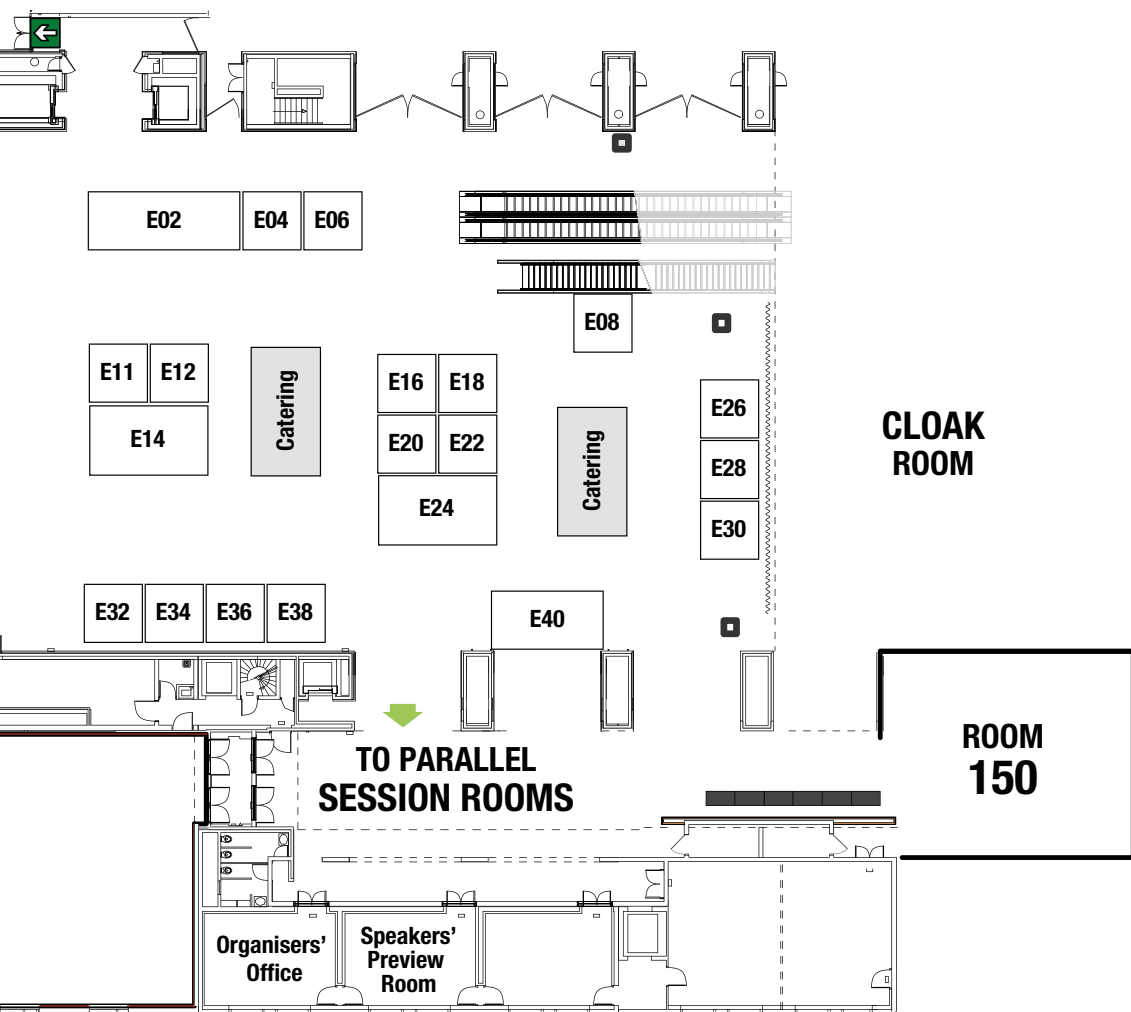 E02
E04
E06
E08
E11
E12
E14
Catering
E16
E18
E20
E22
E24
Catering
E26
E28
E30
CLOAK
ROOM
E32
E34
E36
E38
E40
TO PARALLEL
SESSION ROOMS
ROOM
150
Organisers’
Office
Speakers’
Preview
Room